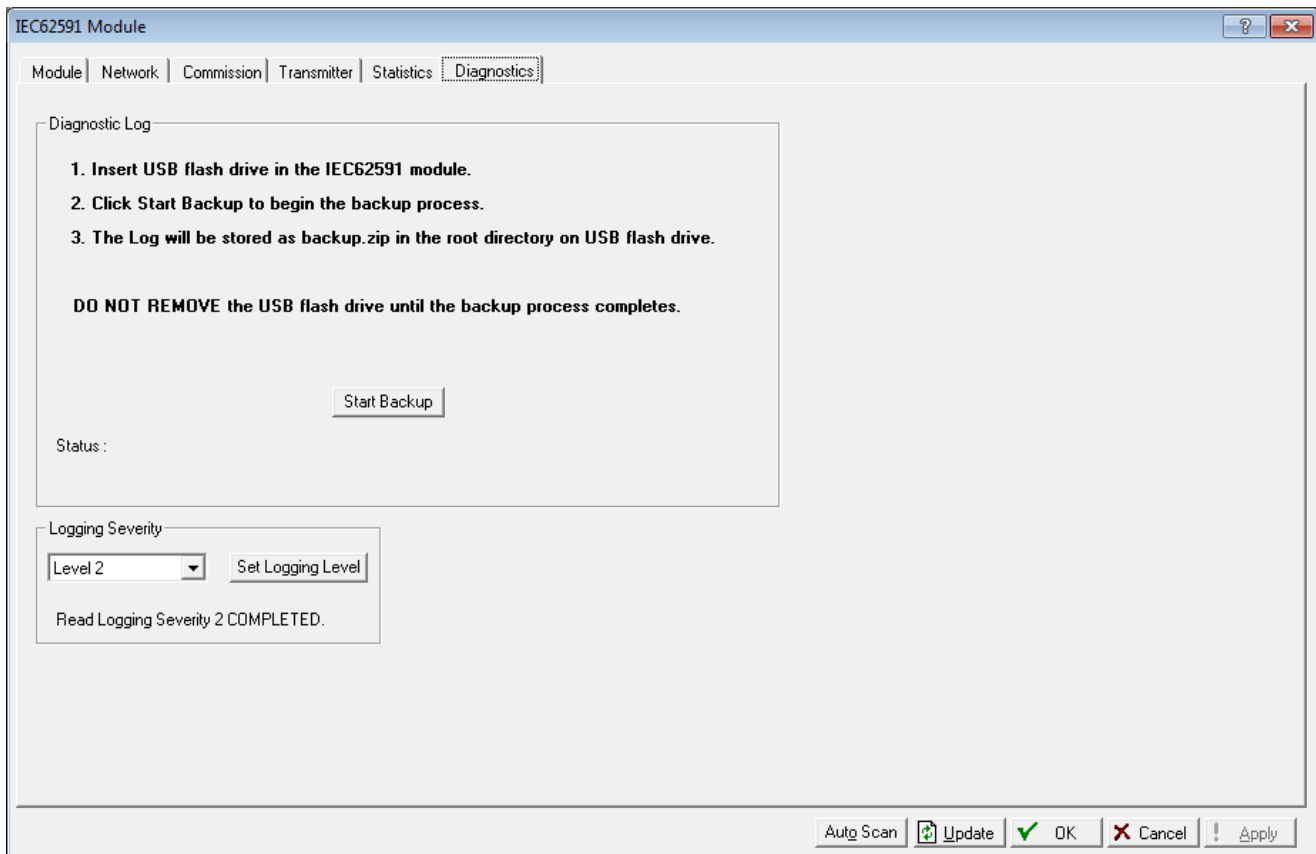 IEC62591 Module
Module Network Commission Transmitter Statistics Diagnostics
Diagnostic Log
1. Insert USB flash drive in the IEC62591 module.
2. Click Start Backup to begin the backup process.
3. The Log will be stored as backup.zip in the root directory on USB flash drive.
DO NOT REMOVE the USB flash drive until the backup process completes.
Start Backup
Status :
Logging Severity
Level 2 Set Logging Level
Read Logging Severity 2 COMPLETED.
Auto Scan Update OK Cancel ! Apply